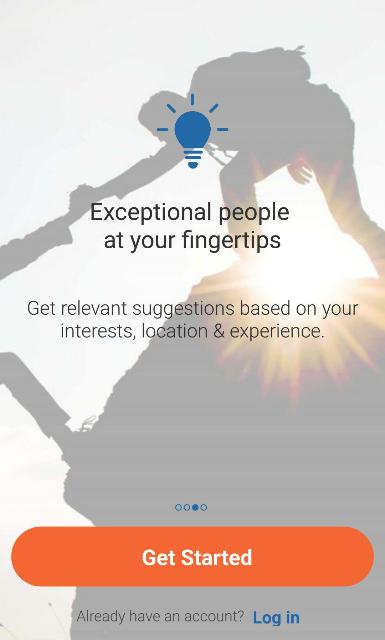 Exceptional people
at your fingertips
Get relevant suggestions based on your
interests, location & experience.
Get Started
Already have an account? Log in